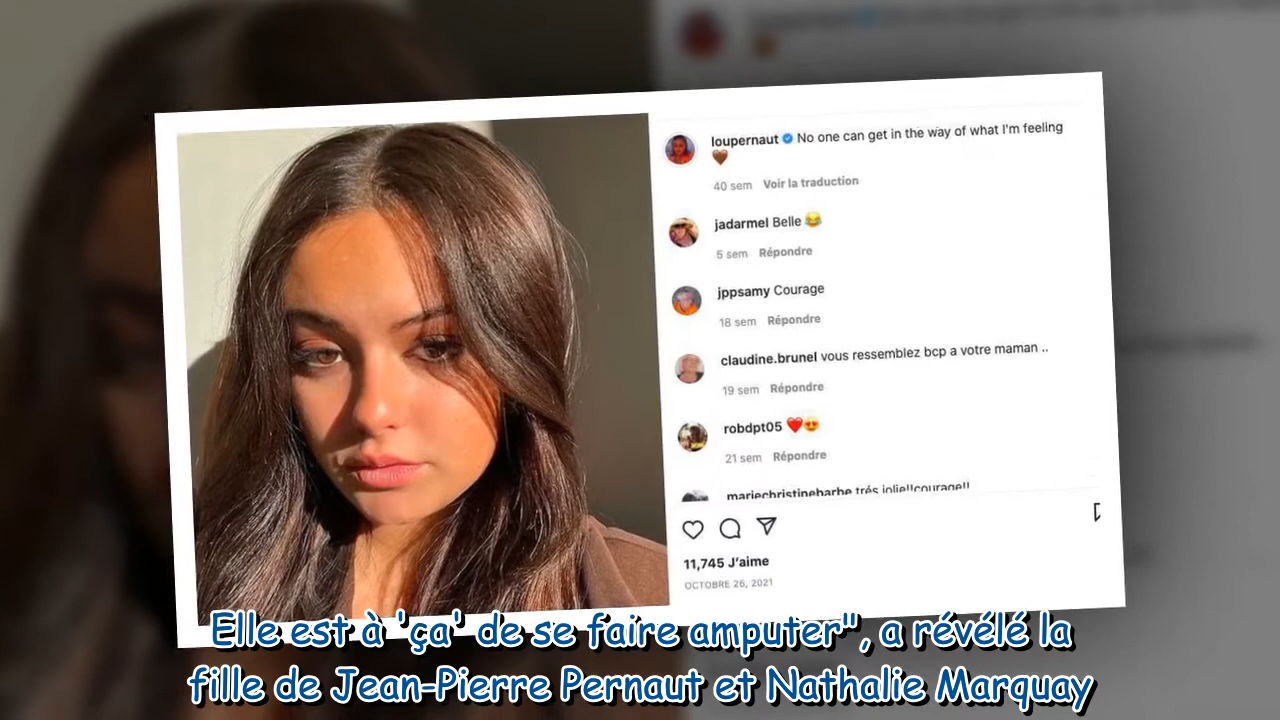 loupernaut No one can get in the way of what I'm feeling
🤎
40 sem Voir la traduction
jadarmel Belle 😂
5 sem Répondre
jppsamy Courage
18 sem Répondre
claudine.brunel vous ressemblez bcp a votre maman ..
19 sem Répondre
robdpt05 ❤️😍
21 sem Répondre
mariechristinebarbe trés jolie!!courage!!
11,745 J'aime
OCTOBRE 26, 2021
Elle est à 'ça' de se faire amputer", a révélé la
fille de Jean-Pierre Pernaut et Nathalie Marquay